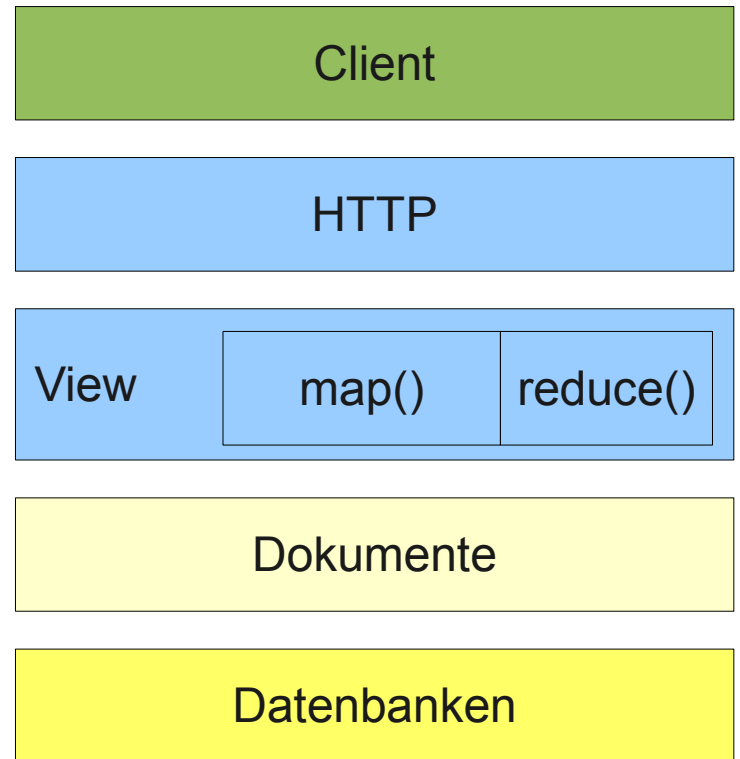 Client
HTTP
View map() reduce()
Dokumente
Datenbanken